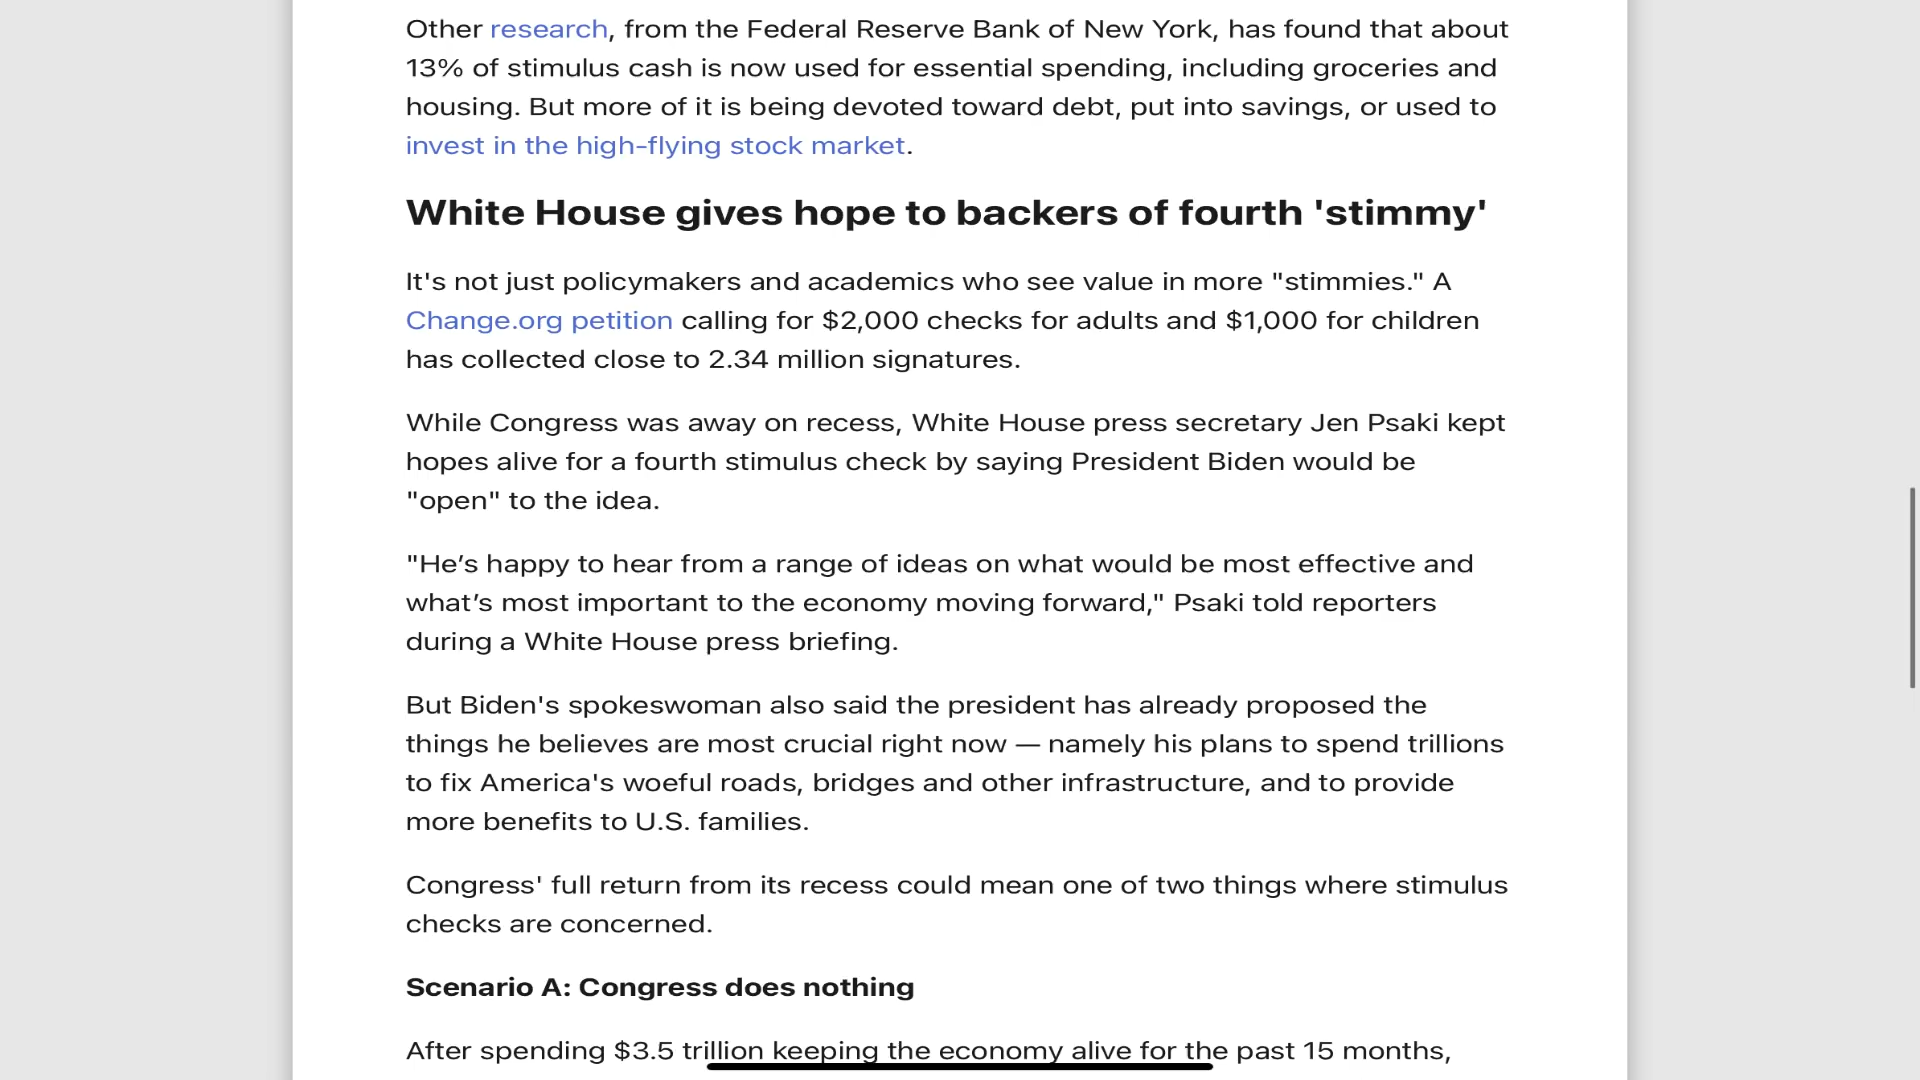 Other research, from the Federal Reserve Bank of New York, has found that about
13% of stimulus cash is now used for essential spending, including groceries and
housing. But more of it is being devoted toward debt, put into savings, or used to
invest in the high-flying stock market.
White House gives hope to backers of fourth 'stimmy'
It's not just policymakers and academics who see value in more "stimmies." A
Change.org petition calling for $2,000 checks for adults and $1,000 for children
has collected close to 2.34 million signatures.
While Congress was away on recess, White House press secretary Jen Psaki kept
hopes alive for a fourth stimulus check by saying President Biden would be
"open" to the idea.
"He’s happy to hear from a range of ideas on what would be most effective and
what’s most important to the economy moving forward," Psaki told reporters
during a White House press briefing.
But Biden's spokeswoman also said the president has already proposed the
things he believes are most crucial right now — namely his plans to spend trillions
to fix America's woeful roads, bridges and other infrastructure, and to provide
more benefits to U.S. families.
Congress' full return from its recess could mean one of two things where stimulus
checks are concerned.
Scenario A: Congress does nothing
After spending $3.5 trillion keeping the economy alive for the past 15 months,